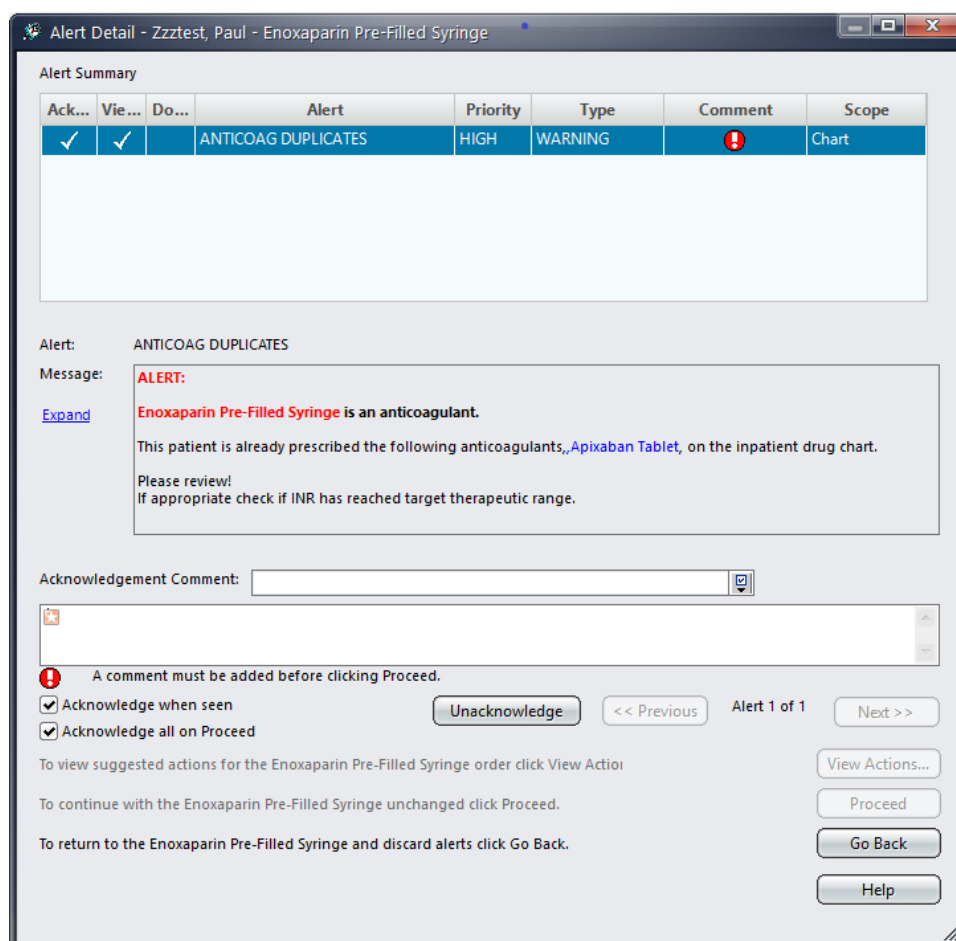 Alert Detail - Zzztest, Paul - Enoxaparin Pre-Filled Syringe
Alert Summary
Ack... Vie... Do... Alert Priority Type Comment Scope
ANTICOAG DUPLICATES HIGH WARNING Chart
Alert: ANTICOAG DUPLICATES
Message: ALERT:
Expand Enoxaparin Pre-Filled Syringe is an anticoagulant.
This patient is already prescribed the following anticoagulants,,Apixaban Tablet, on the inpatient drug chart.
Please review!
If appropriate check if INR has reached target therapeutic range.
Acknowledgement Comment:
A comment must be added before clicking Proceed.
Acknowledge when seen Unacknowledge << Previous Alert 1 of 1 Next >>
Acknowledge all on Proceed
To view suggested actions for the Enoxaparin Pre-Filled Syringe order click View Action View Actions...
To continue with the Enoxaparin Pre-Filled Syringe unchanged click Proceed. Proceed
To return to the Enoxaparin Pre-Filled Syringe and discard alerts click Go Back. Go Back
Help